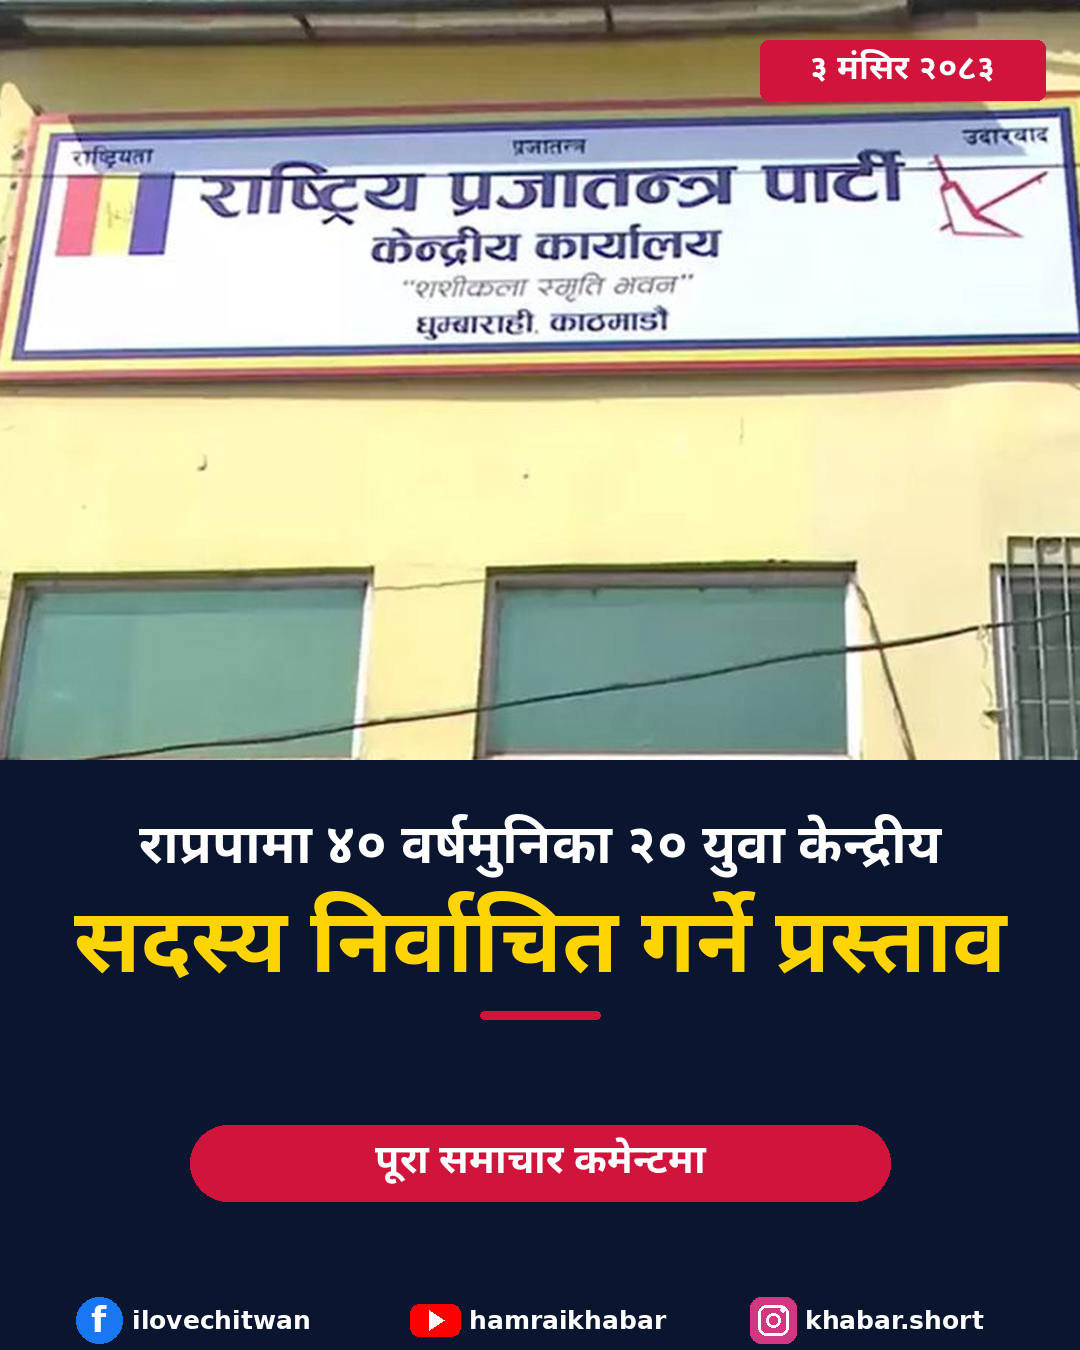 ३ मंसिर २०८३
राष्ट्रियता
प्रजातन्त्र
उदारवाद
राष्ट्रिय प्रजातन्त्र पार्टी
केन्द्रीय कार्यालय
"शशीकला स्मृति भवन"
धुम्बाराही, काठमाडौ
राप्रपामा ४० वर्षमुनिका २० युवा केन्द्रीय
सदस्य निर्वाचित गर्ने प्रस्ताव
पूरा समाचार कमेन्टमा
ilovechitwan
hamraikhabar
khabar.short